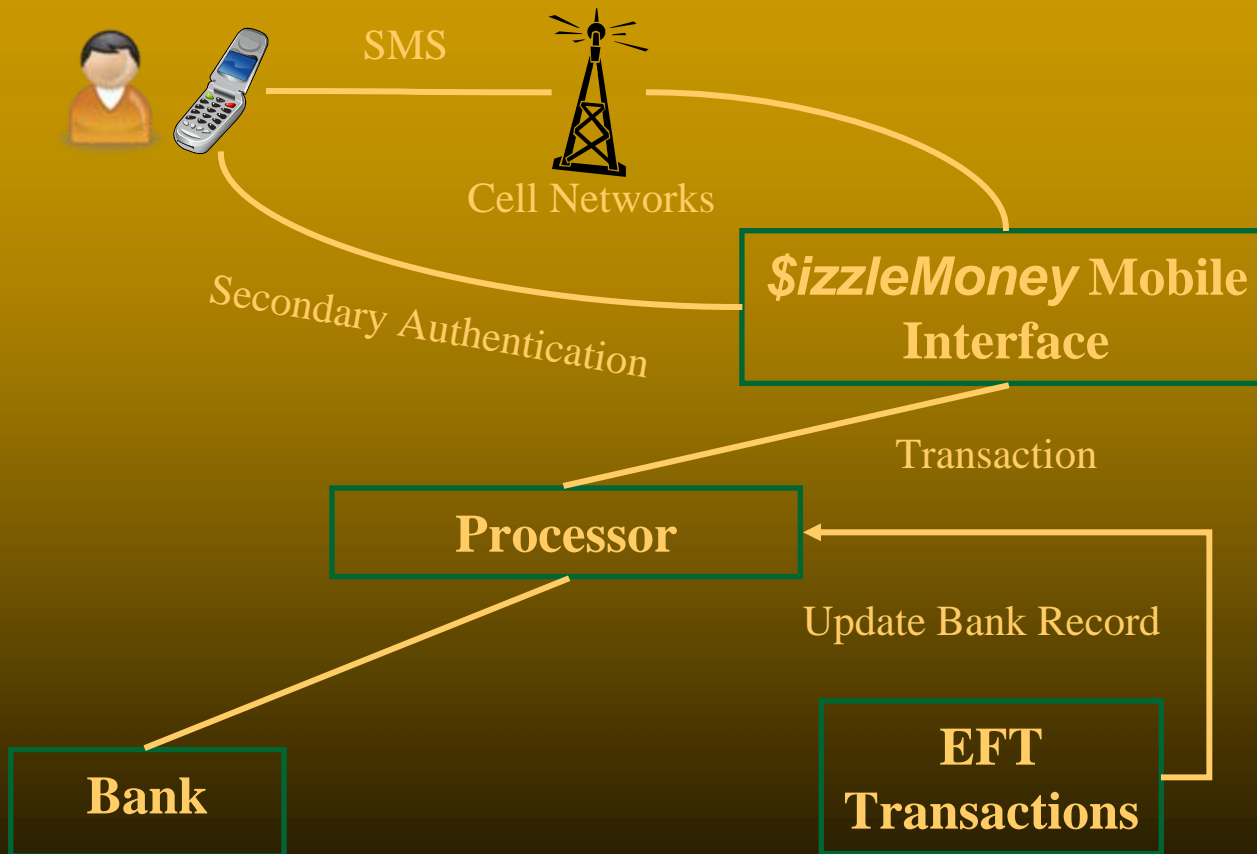 SMS
Cell Networks
$izzleMoney Mobile
Interface
Secondary Authentication
Transaction
Processor
Update Bank Record
EFT
Transactions
Bank